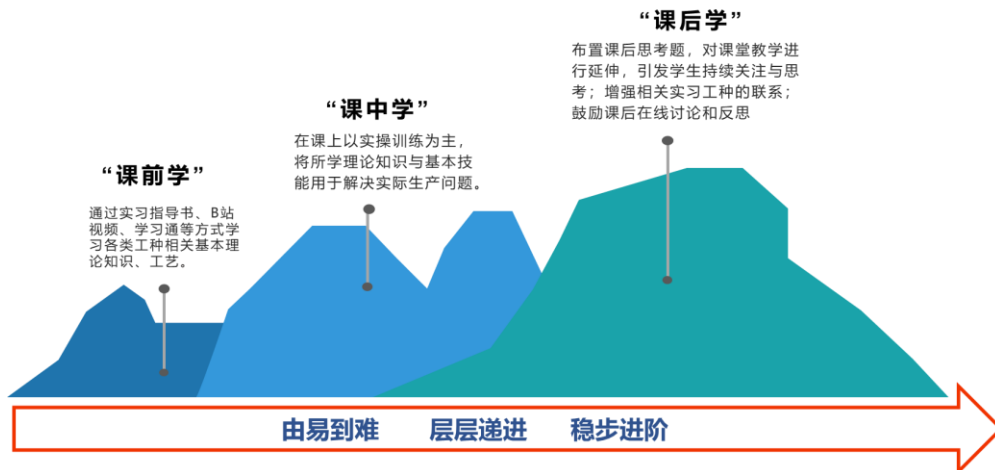 “课前学”
通过实习指导书、B站
视频、学习通等方式学
习各类工种相关基本理
论知识、工艺。
“课中学”
在课上以实操训练为主，
将所学理论知识与基本技
能用于解决实际生产问题。
“课后学”
布置课后思考题，对课堂教学进
行延伸，引发学生持续关注与思
考；增强相关实习工种的联系；
鼓励课后在线讨论和反思
由易到难 层层递进 稳步进阶